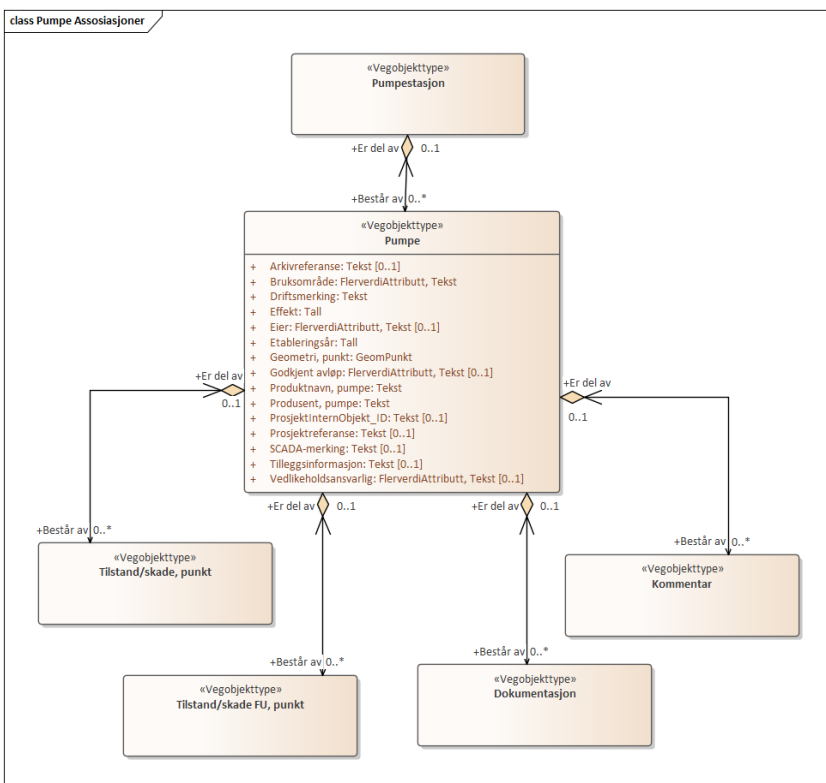 class Pumpe Assosiasjoner
«Vegobjekttype»
Pumpestasjon
+Er del av 0..1
+Består av 0..*
«Vegobjekttype»
Pumpe
+ Arkivreferanse: Tekst [0..1]
+ Bruksområde: FlerverdiAttributt, Tekst
+ Driftsmerking: Tekst
+ Effekt: Tall
+ Eier: FlerverdiAttributt, Tekst [0..1]
+ Etableringsår: Tall
+ Geometri, punkt: GeomPunkt
+ Godkjent avløp: FlerverdiAttributt, Tekst [0..1]
+ Produktnavn, pumpe: Tekst
+ Produsent, pumpe: Tekst
+ ProsjektInternObjekt_ID: Tekst [0..1]
+ Prosjektreferanse: Tekst [0..1]
+ SCADA-merking: Tekst [0..1]
+ Tilleggsinformasjon: Tekst [0..1]
+ Vedlikeholdsansvarlig: FlerverdiAttributt, Tekst [0..1]
+Er del av
0..1
+Er del av
0..1
+Er del av 0..1
+Er del av 0..1
+Består av 0..*
«Vegobjekttype»
Tilstand/skade, punkt
+Består av 0..*
«Vegobjekttype»
Kommentar
+Består av 0..*
«Vegobjekttype»
Tilstand/skade FU, punkt
+Består av 0..*
«Vegobjekttype»
Dokumentasjon